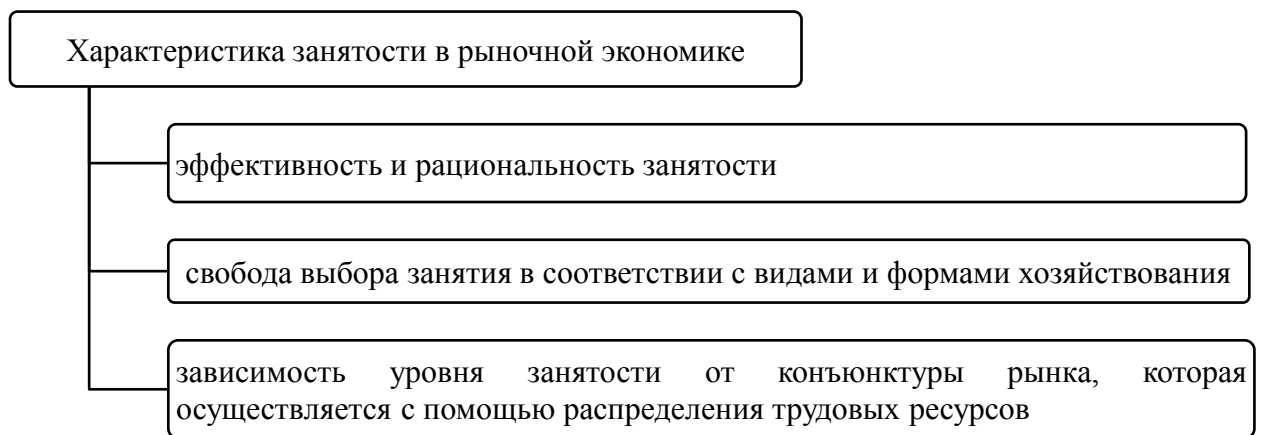 Характеристика занятости в рыночной экономике
эффективность и рациональность занятости
свобода выбора занятия в соответствии с видами и формами хозяйствования
зависимость уровня занятости от конъюнктуры рынка, которая
осуществляется с помощью распределения трудовых ресурсов